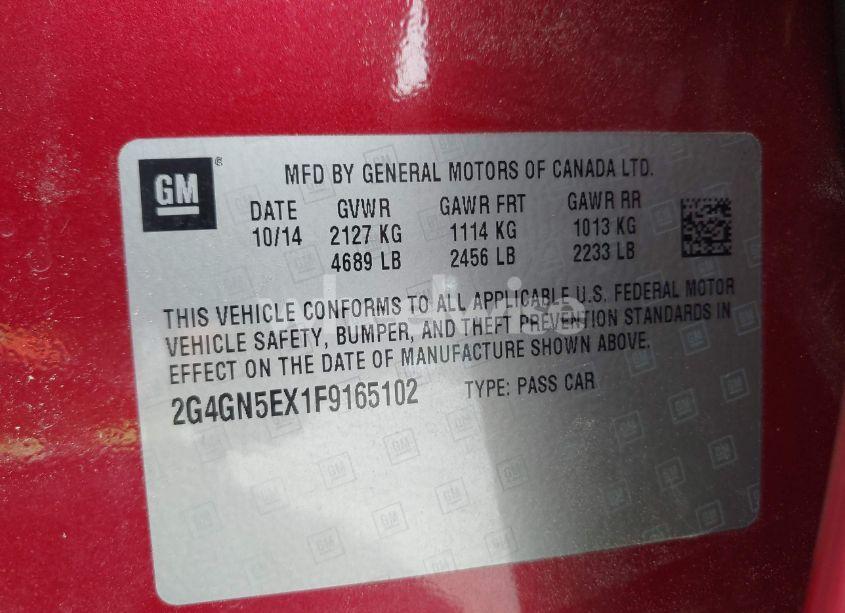 GM ®
MFD BY GENERAL MOTORS OF CANADA LTD.
DATE GVWR GAWR FRT GAWR RR
10/14 2127 KG 1114 KG 1013 KG
4689 LB 2456 LB 2233 LB
THIS VEHICLE CONFORMS TO ALL APPLICABLE U.S. FEDERAL MOTOR
VEHICLE SAFETY, BUMPER, AND THEFT PREVENTION STANDARDS IN
EFFECT ON THE DATE OF MANUFACTURE SHOWN ABOVE.
2G4GN5EX1F9165102 TYPE: PASS CAR